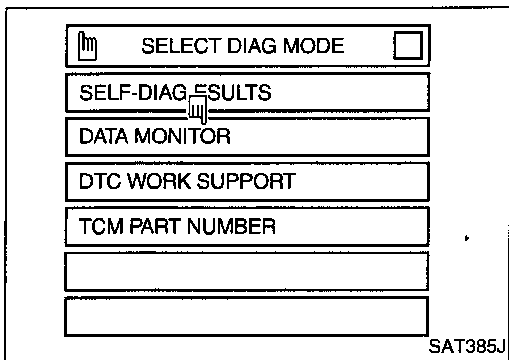 SELECT DIAG MODE
SELF-DIAG RESULTS
DATA MONITOR
DTC WORK SUPPORT
TCM PART NUMBER
SAT385J